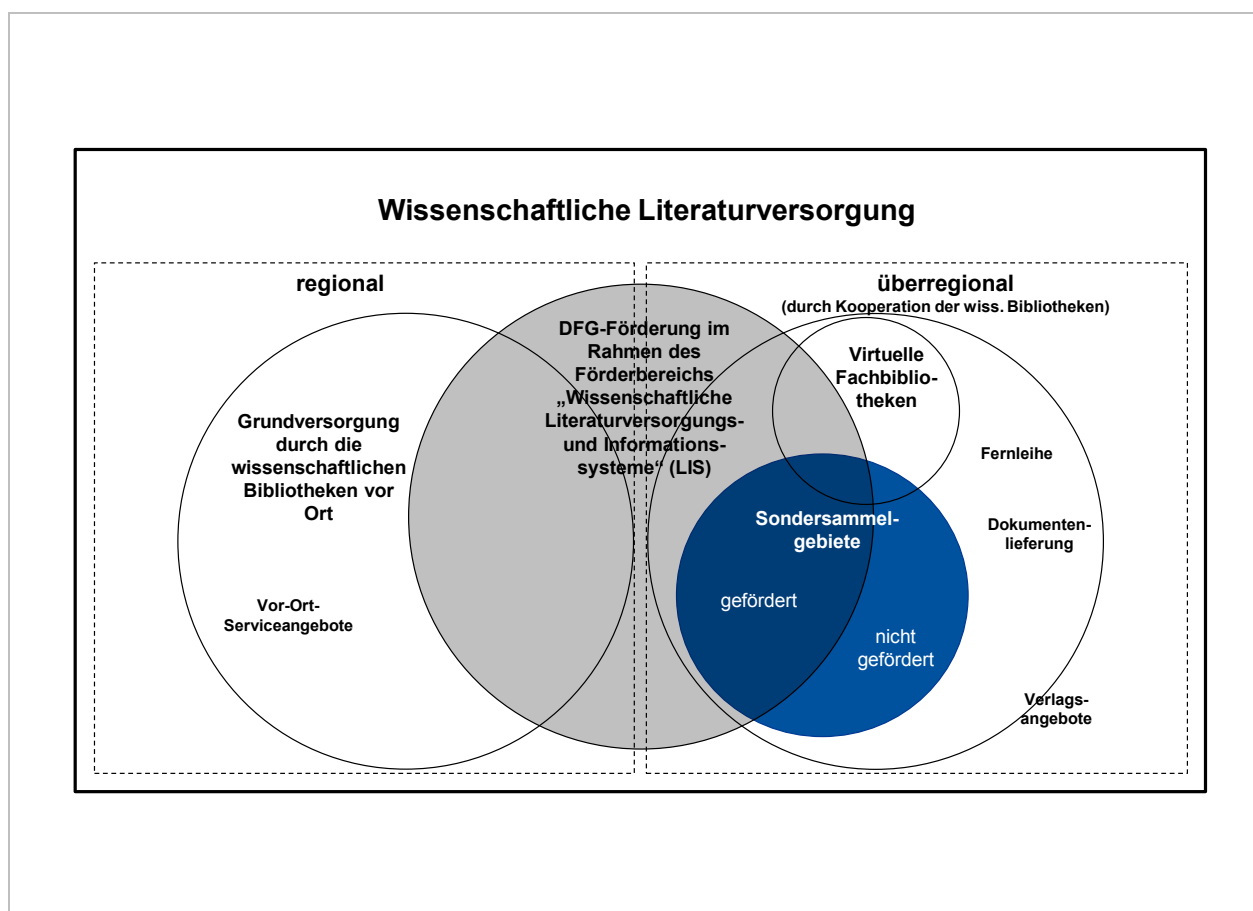 Wissenschaftliche Literaturversorgung
regional
überregional
(durch Kooperation der wiss. Bibliotheken)
Grundversorgung
durch die
wissenschaftlichen
Bibliotheken vor
Ort
Vor-Ort-
Serviceangebote
DFG-Förderung im
Rahmen des
Förderbereichs
„Wissenschaftliche
Literaturversorgungs-
und Informations-
systeme“ (LIS)
Virtuelle
Fachbiblio-
theken
Fernleihe
Dokumenten-
lieferung
Sondersammel-
gebiete
gefördert
nicht
gefördert
Verlags-
angebote